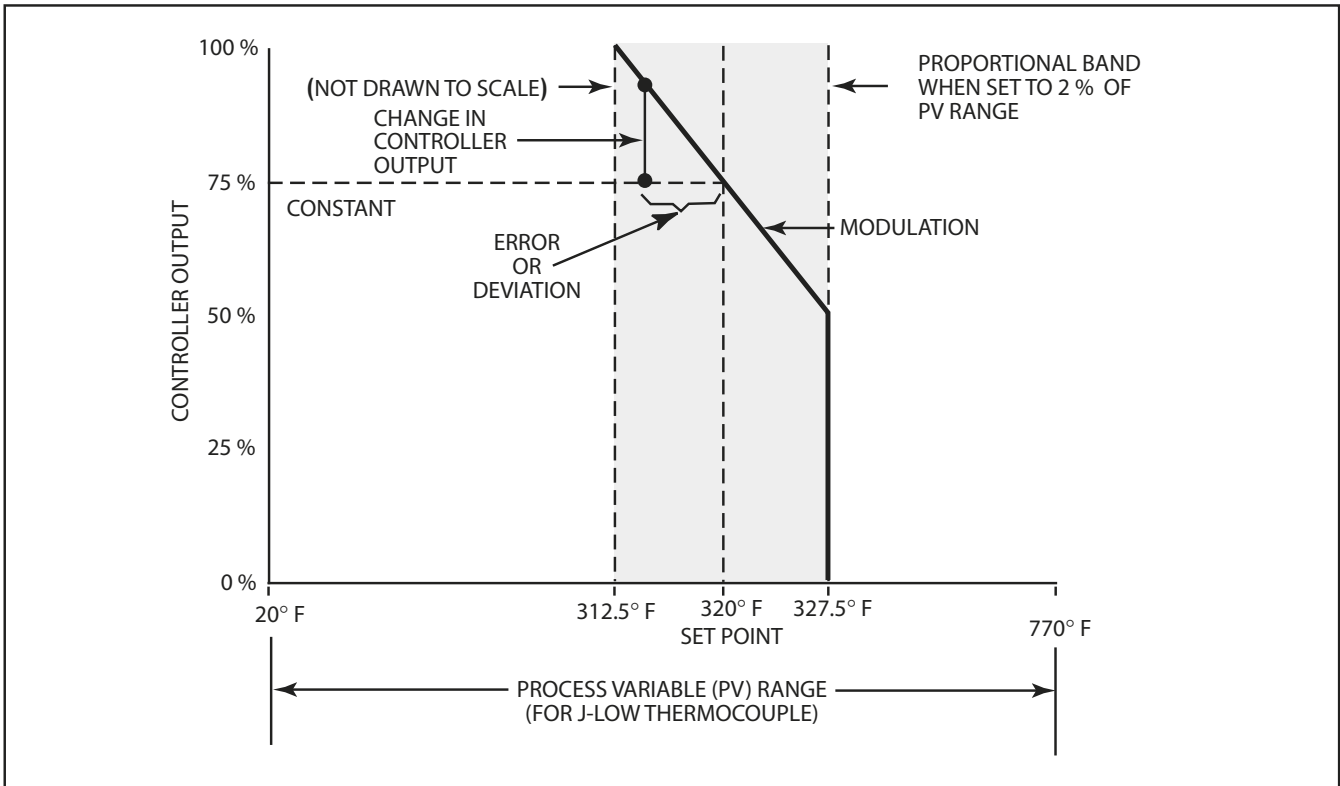 100 %
(NOT DRAWN TO SCALE)
PROPORTIONAL BAND
WHEN SET TO 2 % OF
PV RANGE
CHANGE IN
CONTROLLER
OUTPUT
75 %
CONSTANT
MODULATION
ERROR
OR
DEVIATION
CONTROLLER OUTPUT
50 %
25 %
0 %
20° F
312.5° F
320° F
327.5° F
770° F
SET POINT
PROCESS VARIABLE (PV) RANGE
(FOR J-LOW THERMOCOUPLE)